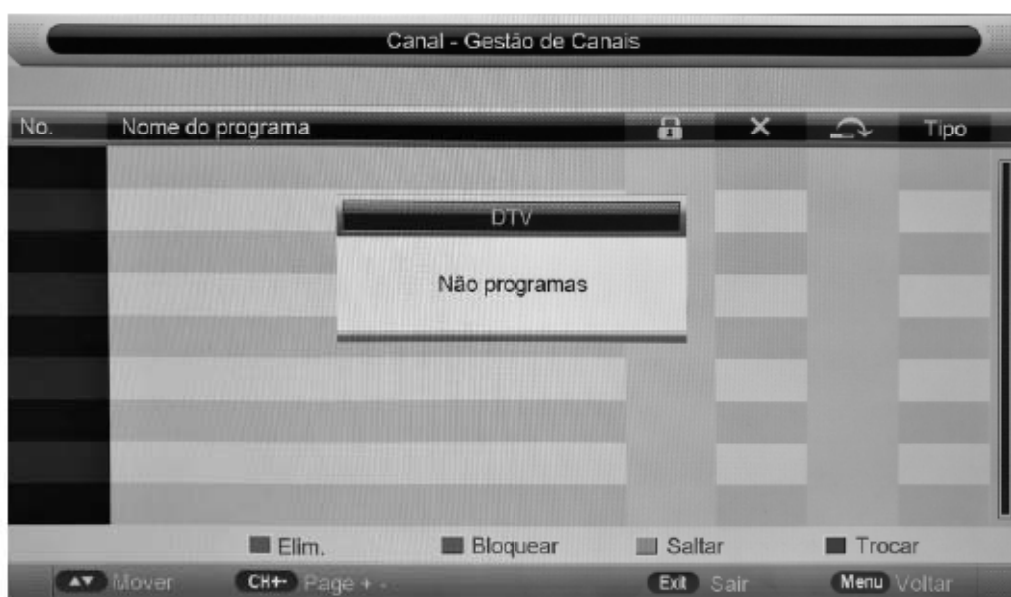 Canal - Gestão de Canais
No. Nome do programa Tipo
DTV
Não programas
Elim. Bloquear Saltar Trocar
Mover CH+- Page + - Exit Sair Menu Voltar